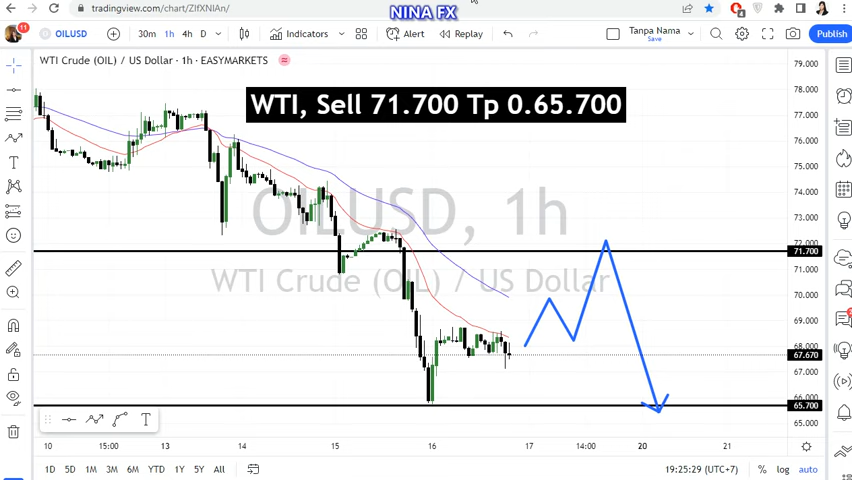 tradingview.com/chart/ZIfXNIAn/
NINA FX
4
11
OILUSD
30m
1h
4h
D
Indicators
Alert
Replay
Tanpa Nama
Save
Publish
WTI Crude (OIL) / US Dollar · 1h · EASYMARKETS
WTI, Sell 71.700 Tp 0.65.700
OILUSD, 1h
WTI Crude (OIL) / US Dollar
79.000
78.000
77.000
76.000
75.000
74.000
73.000
72.000
71.700
71.000
70.000
69.000
68.000
67.670
67.000
66.000
65.700
65.000
T
T
10
15:00
13
14
15
16
17
14:00
20
21
1D
5D
1M
3M
6M
YTD
1Y
5Y
All
19:25:29 (UTC+7)
%
log
auto